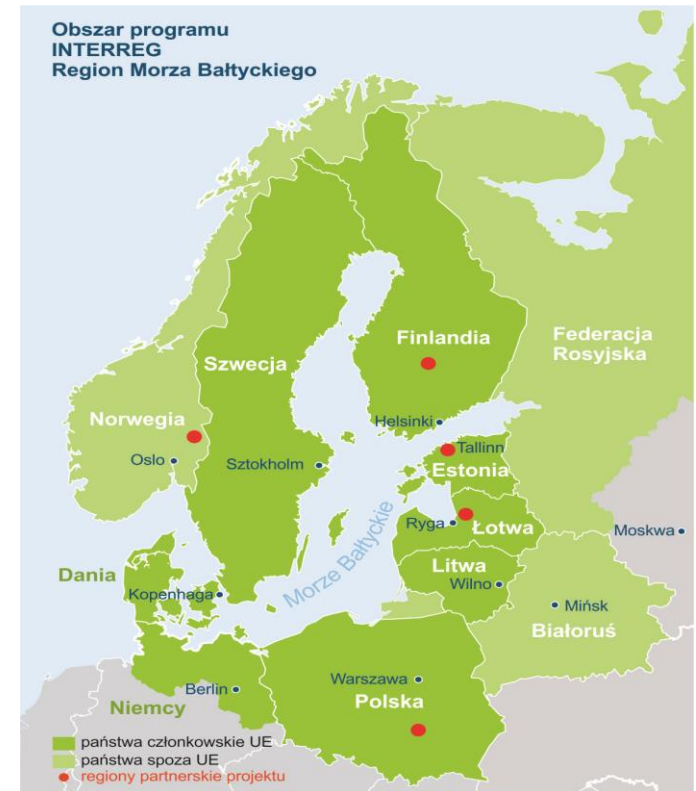 Obszar programu
INTERREG
Region Morza Bałtyckiego
Finlandia
Federacja
Rosyjska
Szwecja
Norwegia
Helsinki
Oslo
Sztokholm
Tallinn
Estonia
Ryga
Łotwa
Moskwa
Morze Bałtyckie
Litwa
Dania
Wilno
Kopenhaga
Mińsk
Białoruś
Warszawa
Berlin
Polska
Niemcy
państwa członkowskie UE
państwa spoza UE
regiony partnerskie projektu